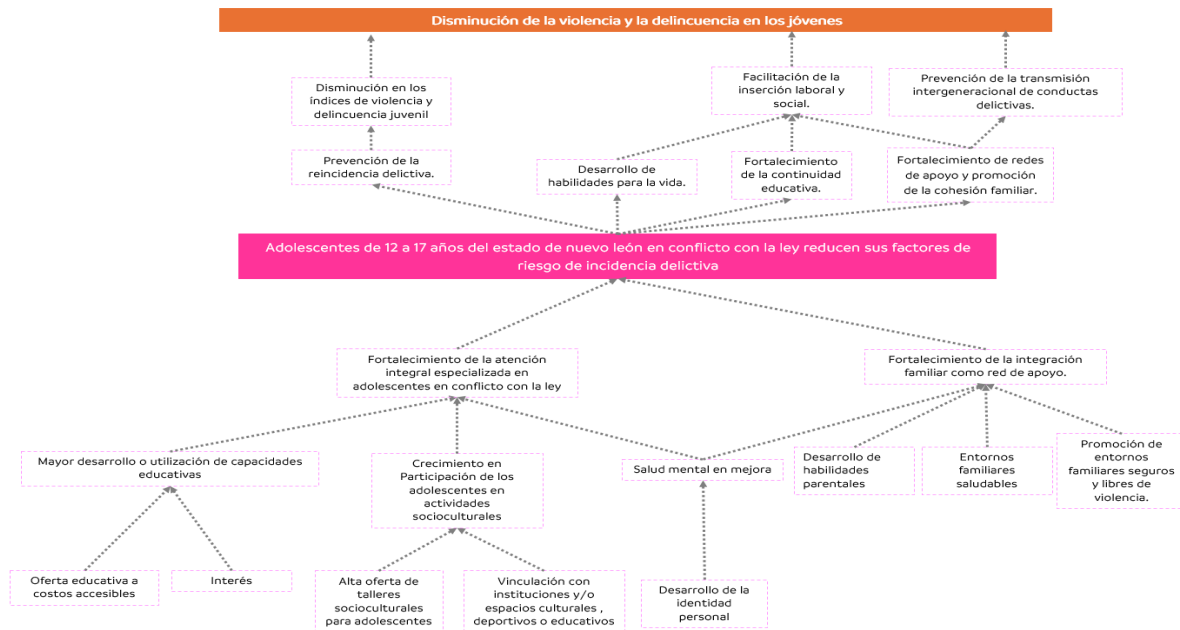 Disminución de la violencia y la delincuencia en los jóvenes
Disminución en los
índices de violencia y
delincuencia juvenil
Facilitación de la
inserción laboral y
social.
Prevención de la transmisión
intergeneracional de conductas
delictivas.
Prevención de la
reincidencia delictiva.
Desarrollo de
habilidades para la vida.
Fortalecimiento
de la continuidad
educativa.
Fortalecimiento de redes
de apoyo y promoción
de la cohesión familiar.
Adolescentes de 12 a 17 años del estado de nuevo león en conflicto con la ley reducen sus factores de
riesgo de incidencia delictiva
Fortalecimiento de la atención
integral especializada en
adolescentes en conflicto con la ley
Fortalecimiento de la integración
familiar como red de apoyo.
Mayor desarrollo o utilización de capacidades
educativas
Crecimiento en
Participación de los
adolescentes en
actividades
socioculturales
Salud mental en mejora
Desarrollo de
habilidades
parentales
Entornos
familiares
saludables
Promoción de
entornos
familiares seguros
y libres de
violencia.
Oferta educativa a
costos accesibles
Interés
Alta oferta de
talleres
socioculturales
para adolescentes
Vinculación con
instituciones y/o
espacios culturales ,
deportivos o educativos
Desarrollo de la
identidad
personal